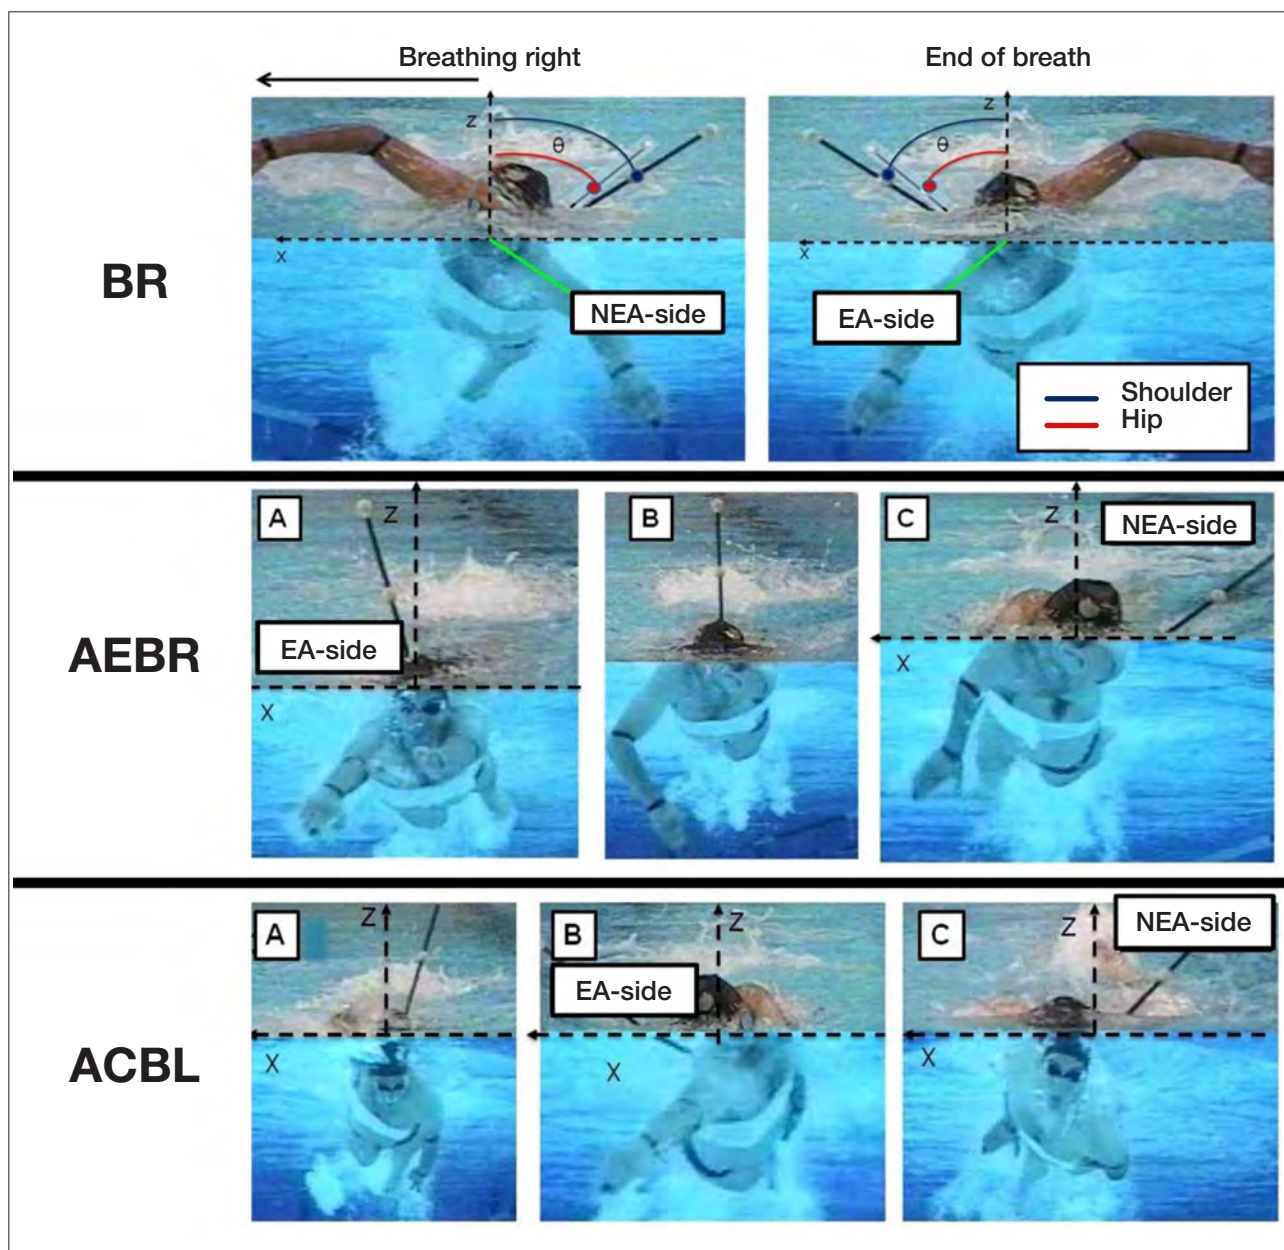 Breathing right
End of breath
BR
z
θ
x
NEA-side
z
θ
x
EA-side
Shoulder
Hip
AEBR
A
Z
EA-side
X
B
C
Z
NEA-side
X
ACBL
A
Z
X
B
Z
EA-side
X
C
Z
NEA-side
X